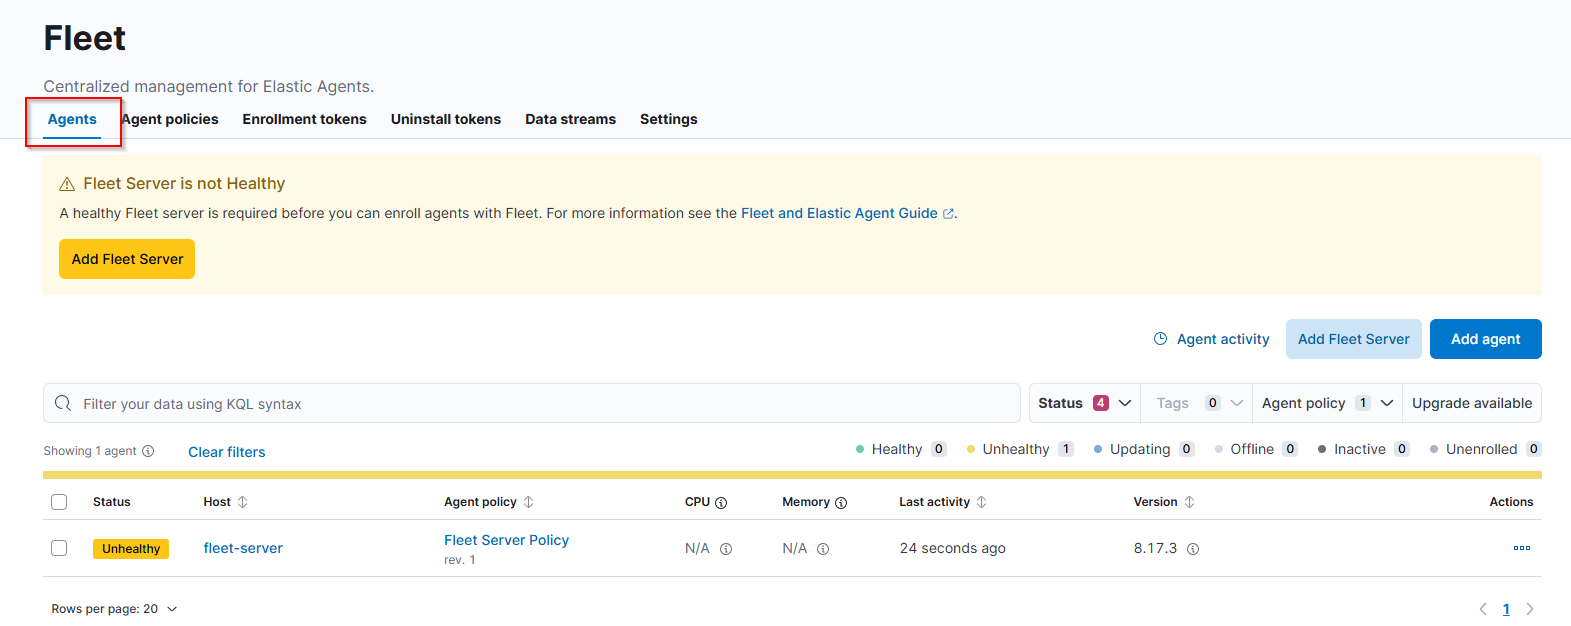 Fleet
Centralized management for Elastic Agents.
Agents Agent policies Enrollment tokens Uninstall tokens Data streams Settings
Fleet Server is not Healthy
A healthy Fleet server is required before you can enroll agents with Fleet. For more information see the Fleet and Elastic Agent Guide.
Add Fleet Server
Agent activity Add Fleet Server Add agent
Filter your data using KQL syntax Status 4 Tags 0 Agent policy 1 Upgrade available
Showing 1 agent Clear filters Healthy 0 Unhealthy 1 Updating 0 Offline 0 Inactive 0 Unenrolled 0
Status Host Agent policy CPU Memory Last activity Version Actions
Unhealthy fleet-server Fleet Server Policy N/A N/A 24 seconds ago 8.17.3
rev. 1
Rows per page: 20 1